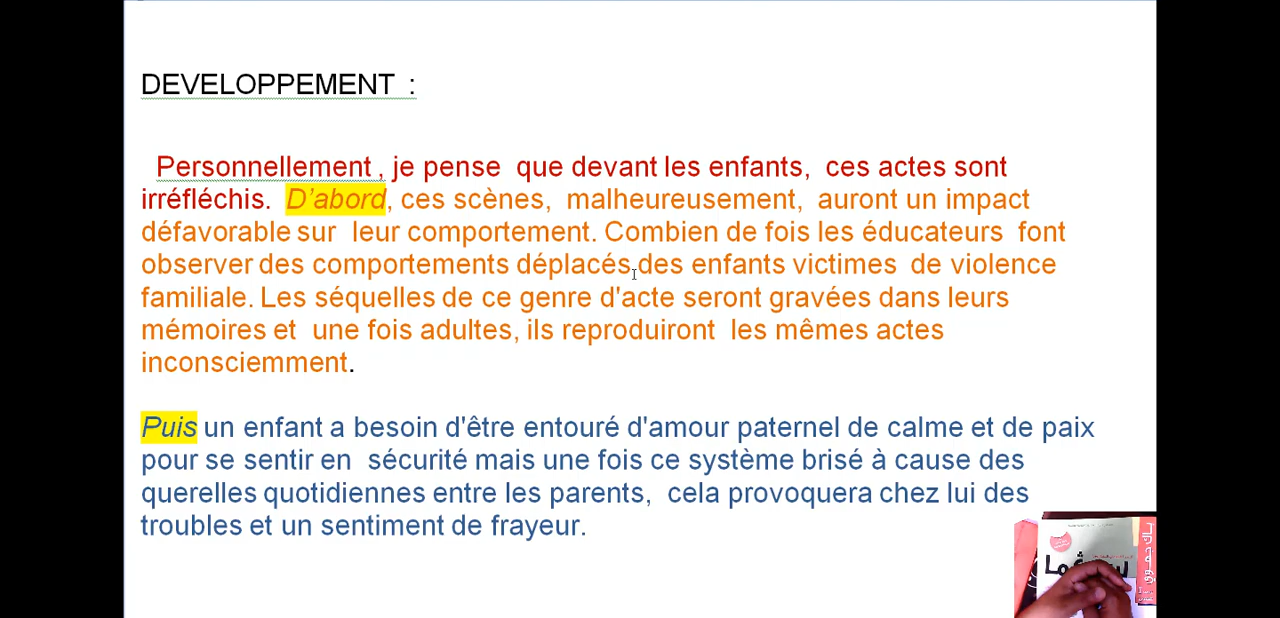 DEVELOPPEMENT :
Personnellement , je pense que devant les enfants, ces actes sont
irréfléchis. D'abord, ces scènes, malheureusement, auront un impact
défavorable sur leur comportement. Combien de fois les éducateurs font
observer des comportements déplacés des enfants victimes de violence
familiale. Les séquelles de ce genre d'acte seront gravées dans leurs
mémoires et une fois adultes, ils reproduiront les mêmes actes
inconsciemment.
Puis un enfant a besoin d'être entouré d'amour paternel de calme et de paix
pour se sentir en sécurité mais une fois ce système brisé à cause des
querelles quotidiennes entre les parents, cela provoquera chez lui des
troubles et un sentiment de frayeur.